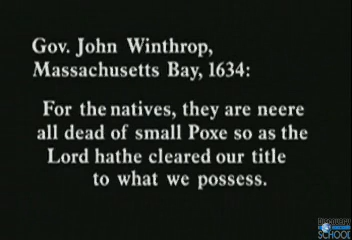 Gov. John Winthrop,
Massachusetts Bay, 1634:
For the natives, they are neere
all dead of small Poxe so as the
Lord hathe cleared our title
to what we possess.
SCHOOL